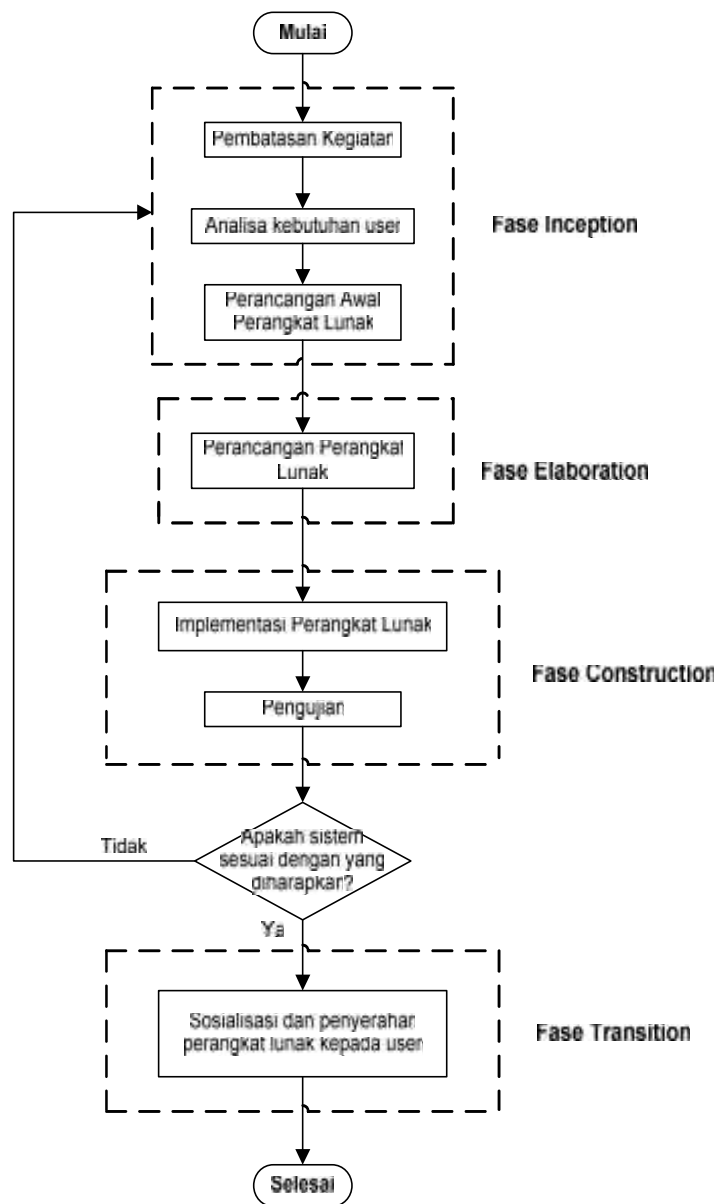 Mulai
Pembatasan Kegiatan
Analisa kebutuhan user
Fase Inception
Perancangan Awal
Perangkat Lunak
Perancangan Perangkat
Lunak
Fase Elaboration
Implementasi Perangkat Lunak
Fase Construction
Pengujian
Apakah sistem
sesuai dengan yang
diharapkan?
Tidak
Ya
Sosialisasi dan penyerahan
perangkat lunak kepada user
Fase Transition
Selesai